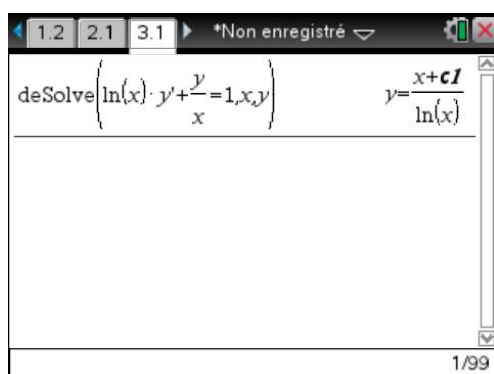 1.2 2.1 3.1 *Non enregistré
deSolve(ln(x)·y'+y/x=1,x,y) y=(x+c1)/ln(x)
1/99